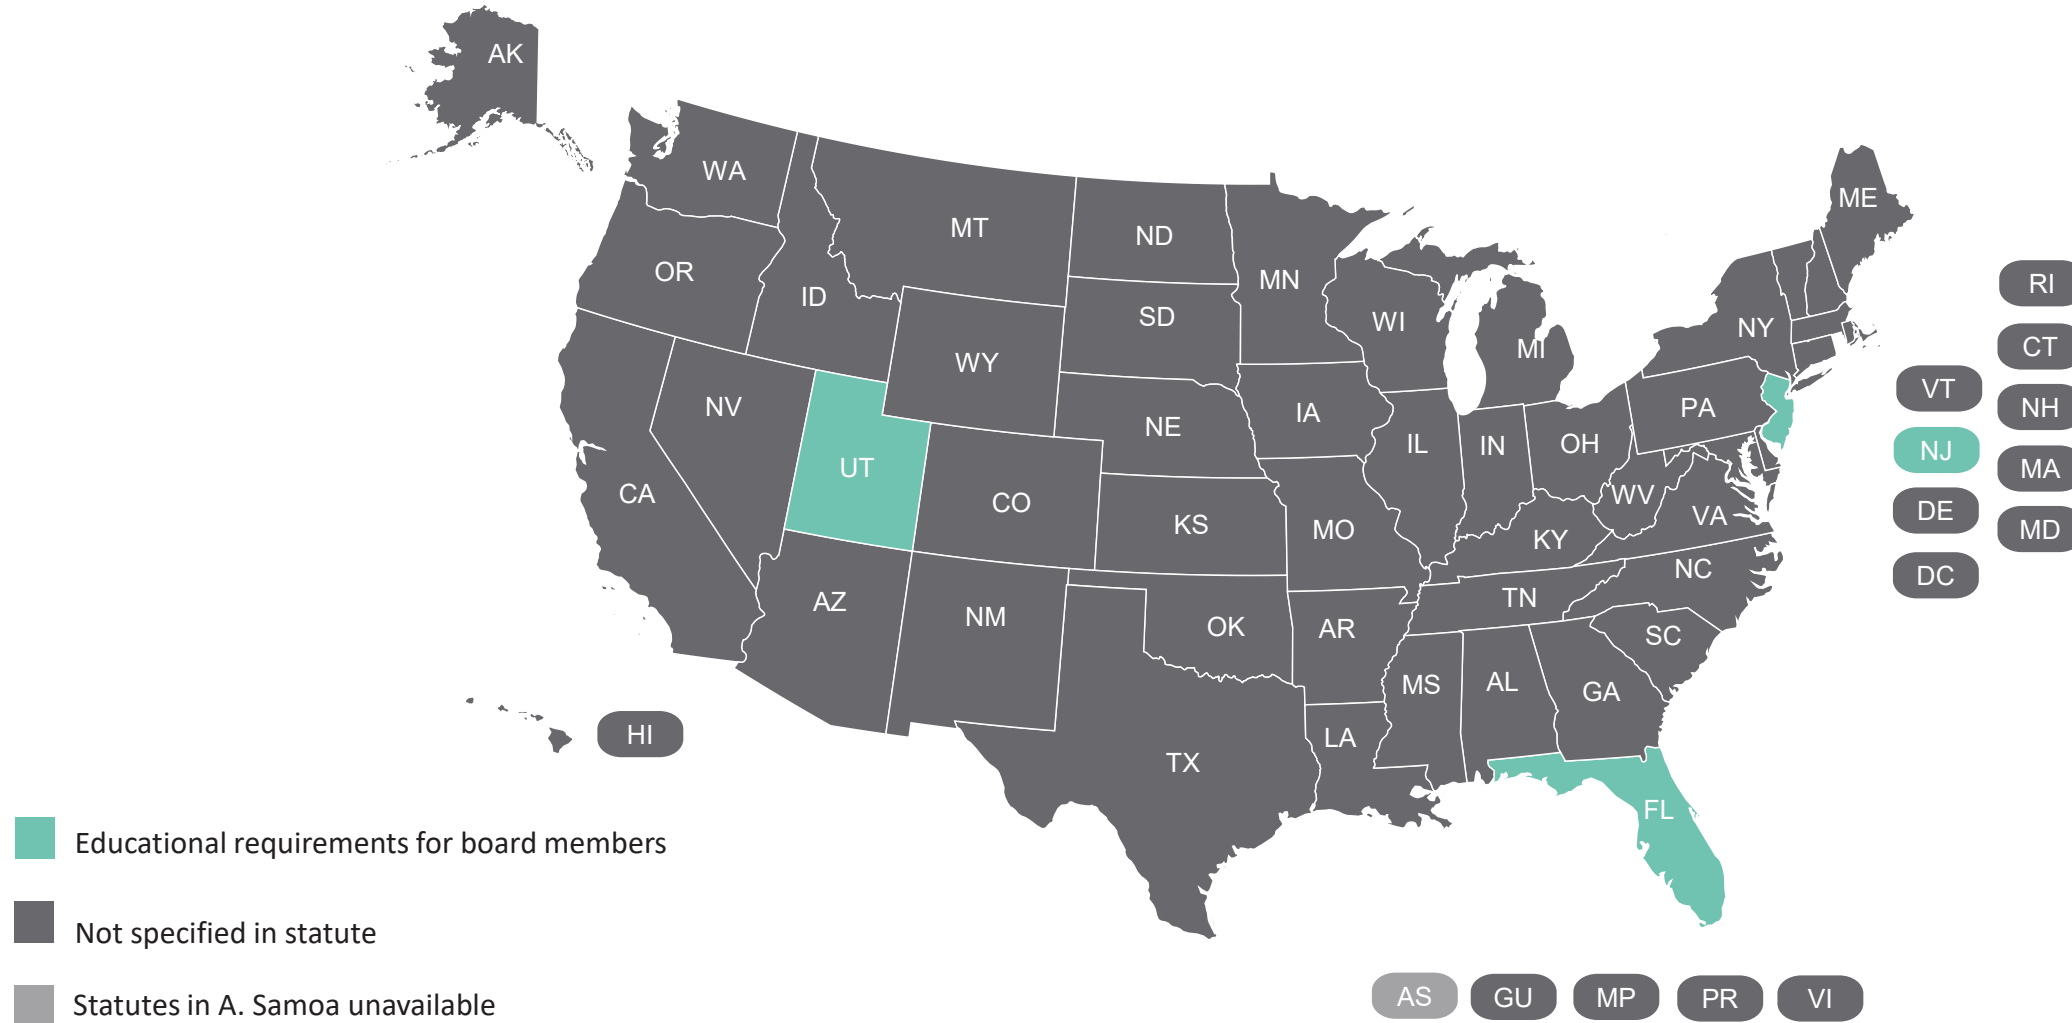 AK
WA
MT
ND
MN
ME
OR
ID
SD
WI
MI
NY
RI
WY
CT
NV
NE
IA
PA
VT
NH
UT
CO
IL
IN
OH
NJ
CA
KS
MO
WV
VA
MA
KY
DE
MD
AZ
NM
OK
AR
TN
NC
DC
SC
MS
AL
GA
HI
TX
LA
FL
Educational requirements for board members
Not specified in statute
Statutes in A. Samoa unavailable
AS
GU
MP
PR
VI